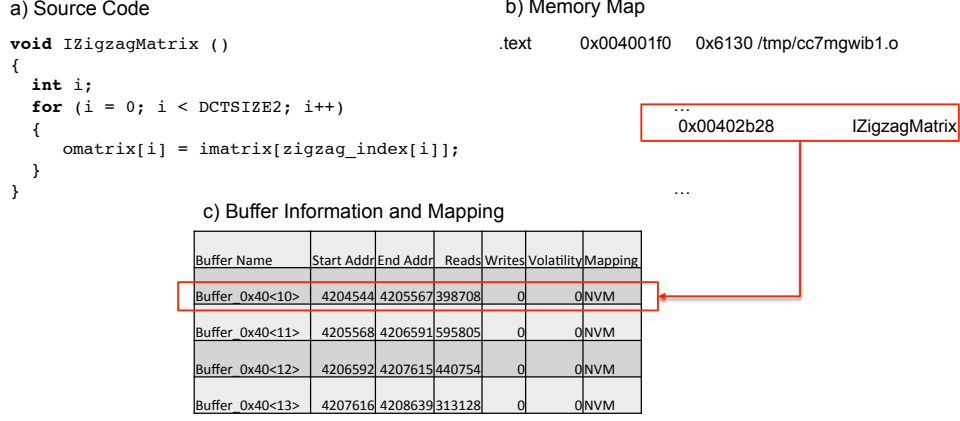 a) Source Code
void IZigzagMatrix ()
{
int i;
for (i = 0; i < DCTSIZE2; i++)
{
omatrix[i] = imatrix[zigzag_index[i]];
}
}
b) Memory Map
.text 0x004001f0 0x6130 /tmp/cc7mgwib1.o
...
0x00402b28 IZigzagMatrix
...
c) Buffer Information and Mapping
Buffer Name Start Addr End Addr Reads Writes Volatility Mapping
Buffer_0x40<10> 4204544 4205567 398708 0 0 NVM
Buffer_0x40<11> 4205568 4206591 595805 0 0 NVM
Buffer_0x40<12> 4206592 4207615 440754 0 0 NVM
Buffer_0x40<13> 4207616 4208639 313128 0 0 NVM